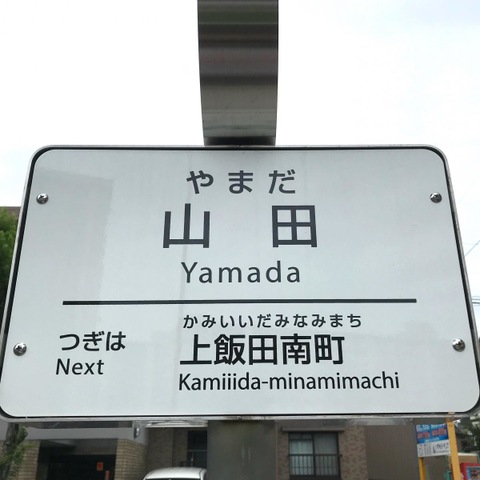 やまだ
山田
Yamada
かみいいだみなみまち
つぎは 上飯田南町
Next Kamiiida-minamimachi